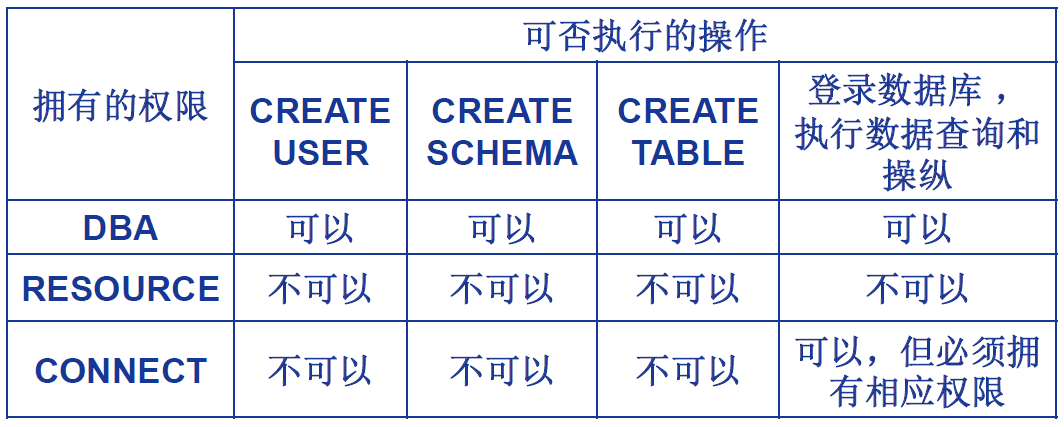 可否执行的操作
拥有的权限
CREATE
USER
CREATE
SCHEMA
CREATE
TABLE
登录数据库，
执行数据查询和
操纵
DBA
可以
可以
可以
可以
RESOURCE
不可以
不可以
不可以
不可以
CONNECT
不可以
不可以
不可以
可以，但必须拥
有相应权限